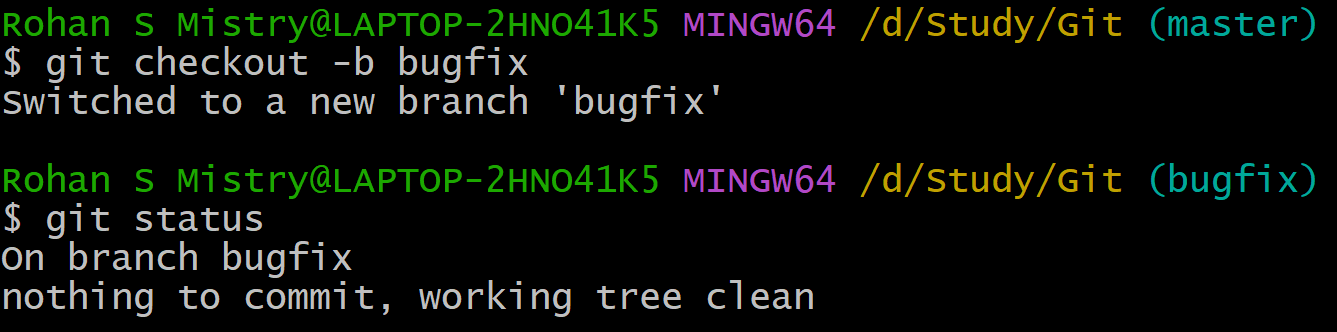 Rohan S Mistry@LAPTOP-2HNO41K5 MINGW64 /d/Study/Git (master)
$ git checkout -b bugfix
Switched to a new branch 'bugfix'
Rohan S Mistry@LAPTOP-2HNO41K5 MINGW64 /d/Study/Git (bugfix)
$ git status
On branch bugfix
nothing to commit, working tree clean